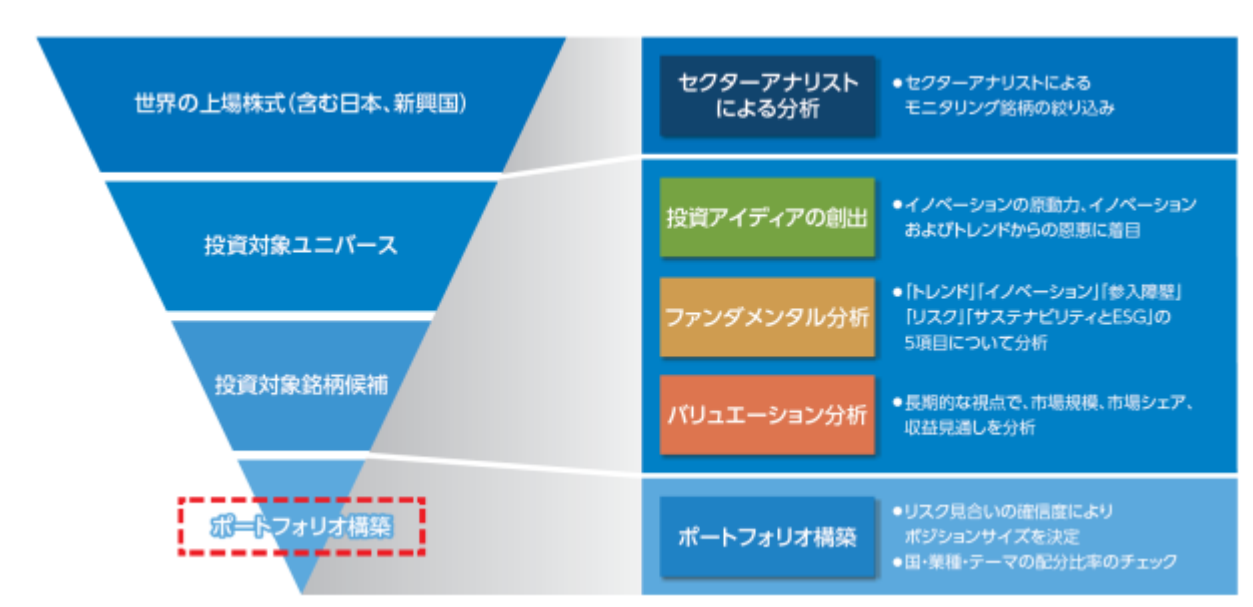 世界の上場株式(含む日本、新興国)
投資対象ユニバース
投資対象銘柄候補
ポートフォリオ構築
セクターアナリスト
による分析
●セクターアナリストによる
モニタリング銘柄の絞り込み
投資アイディアの創出
●イノベーションの原動力、イノベーション
およびトレンドからの恩恵に着目
ファンダメンタル分析
●「トレンド」「イノベーション」「参入障壁」
「リスク」「サステナビリティとESG」の
5項目について分析
バリュエーション分析
●長期的な視点で、市場規模、市場シェア、
収益見通しを分析
ポートフォリオ構築
●リスク見合いの確信度により
ポジションサイズを決定
●国・業種・テーマの配分比率のチェック